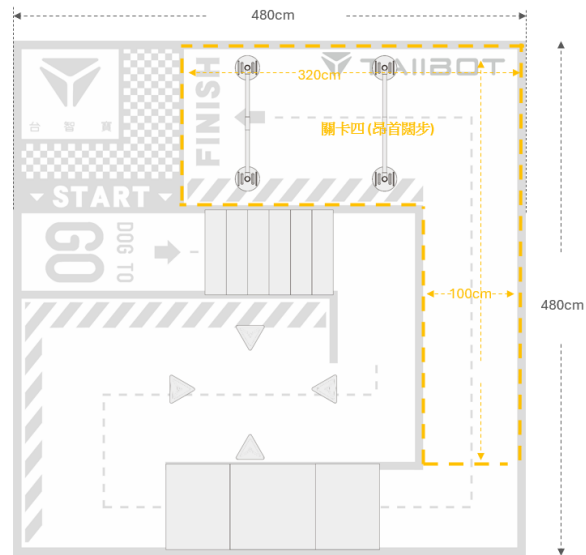 480cm
TAIIBOT
320cm
FINISH
關卡四 (昂首闊步)
台智寶
START
DOG TO
GO
100cm
480cm